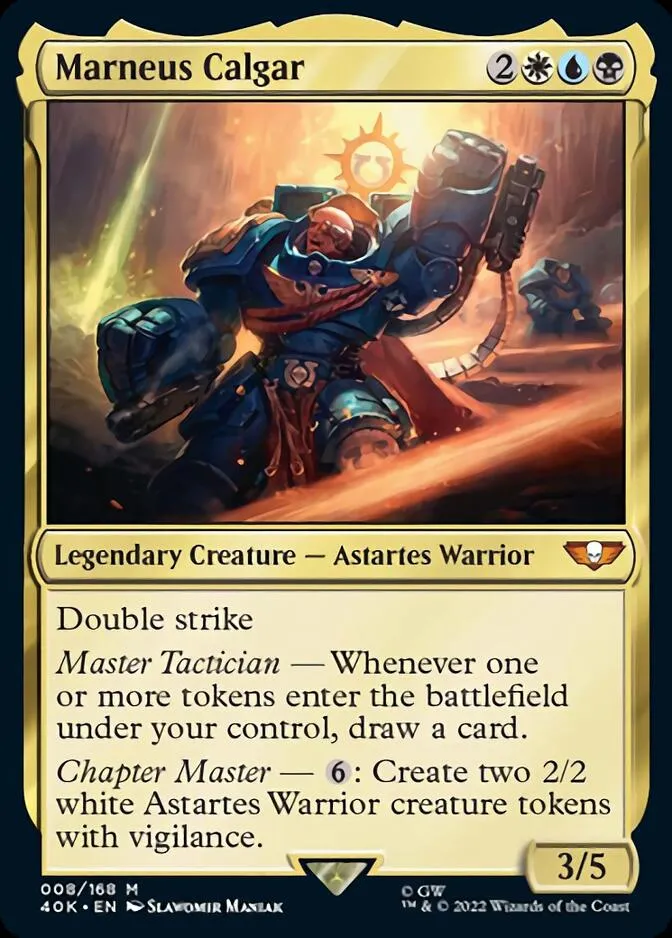 Marneus Calgar 2
Legendary Creature — Astartes Warrior
Double strike
Master Tactician — Whenever one
or more tokens enter the battlefield
under your control, draw a card.
Chapter Master — 6: Create two 2/2
white Astartes Warrior creature tokens
with vigilance.
3/5
008/168 M
40K • EN SLAWOMIR MANIAK
© GW
™ & © 2022 Wizards of the Coast